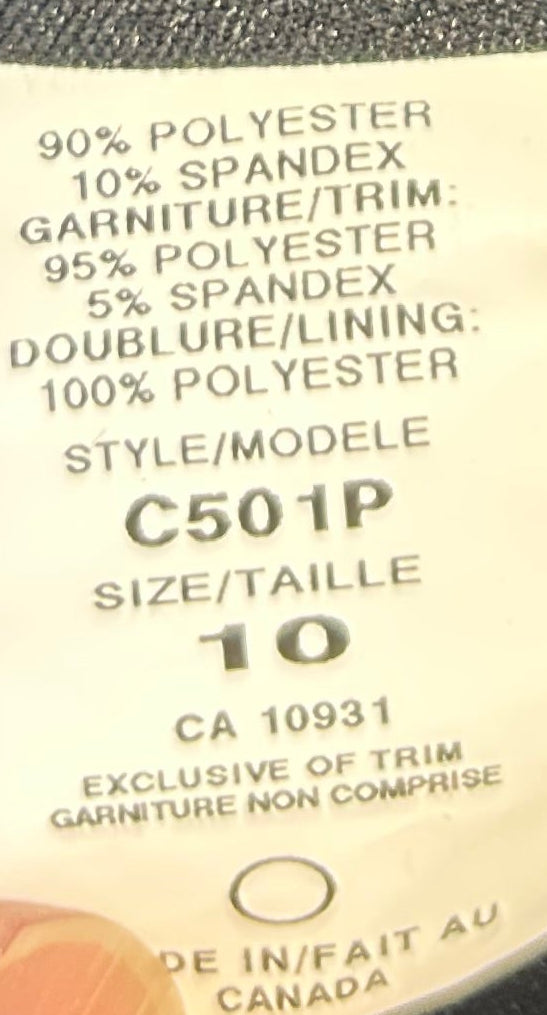 90% POLYESTER
10% SPANDEX
GARNITURE/TRIM:
95% POLYESTER
5% SPANDEX
DOUBLURE/LINING:
100% POLYESTER
STYLE/MODELE
C501P
SIZE/TAILLE
10
CA 10931
EXCLUSIVE OF TRIM
GARNITURE NON COMPRISE
DE IN/FAIT AU
CANADA